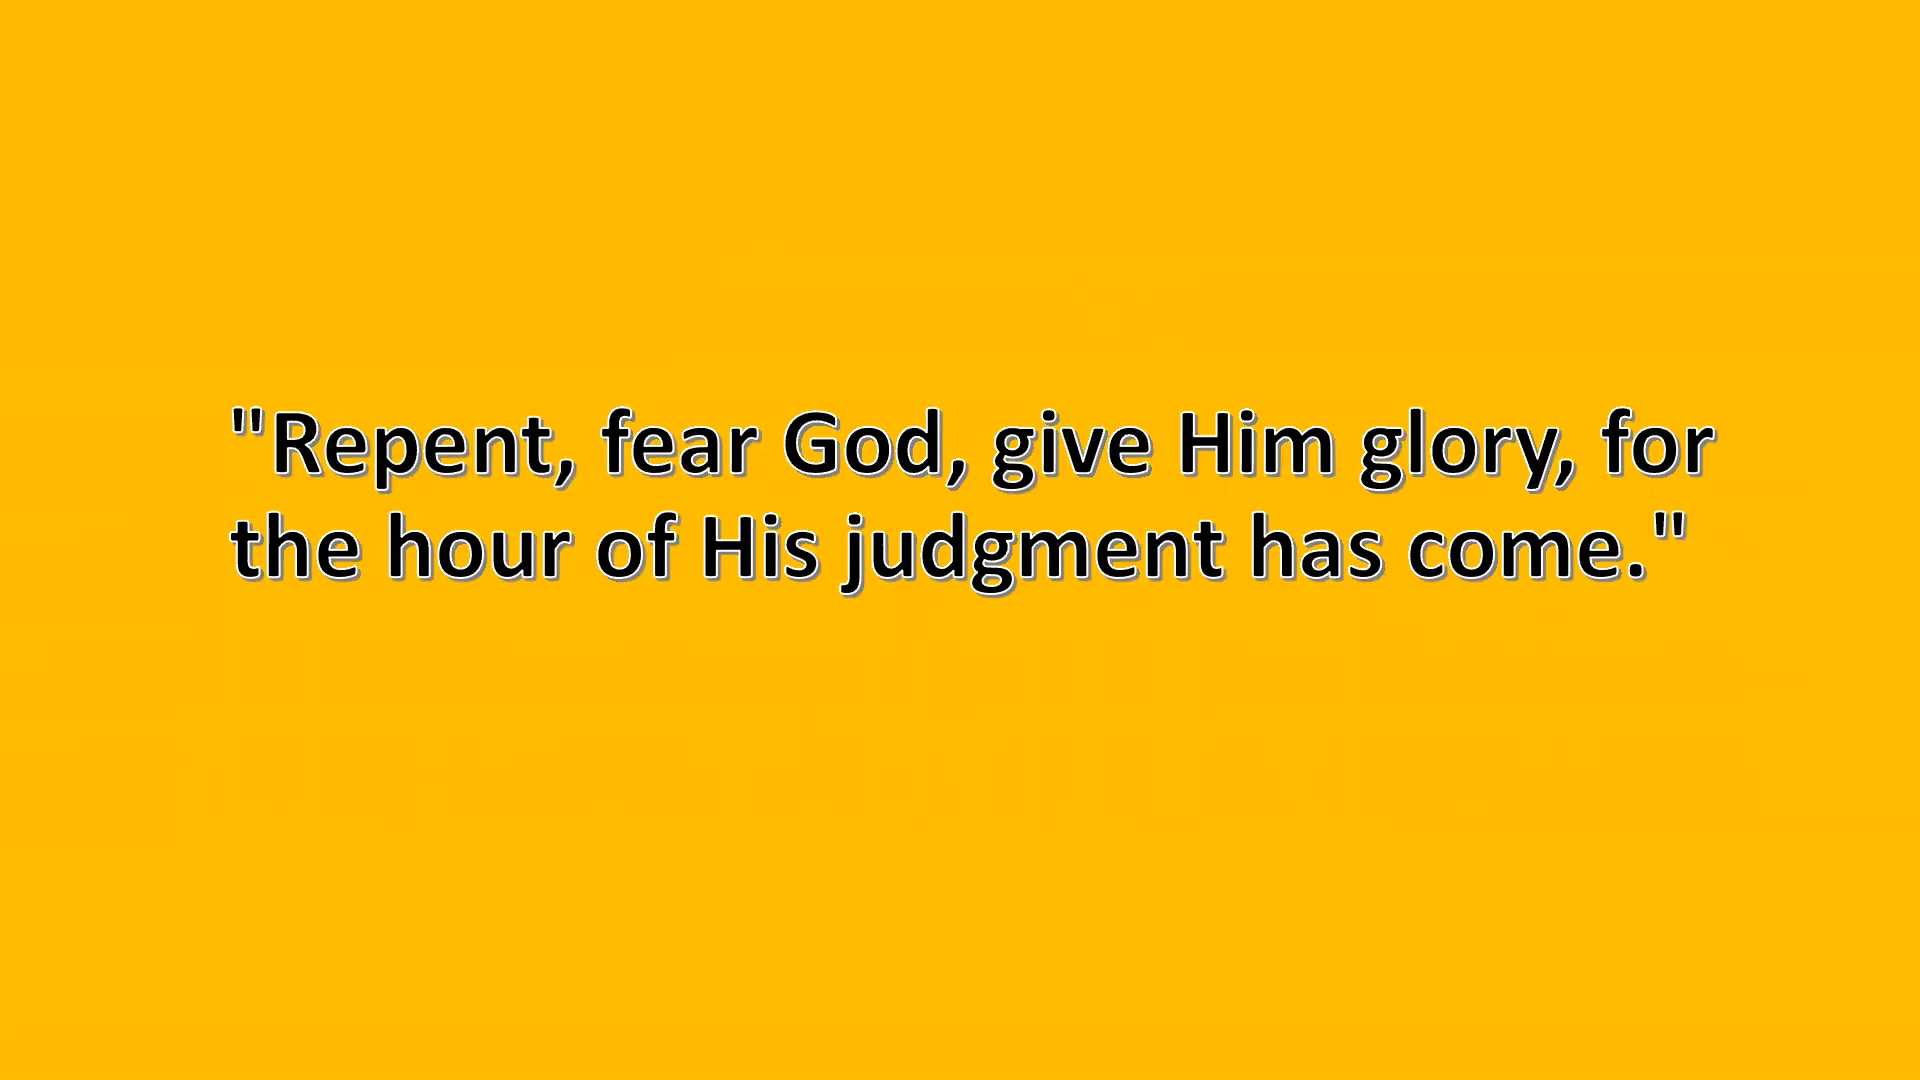 "Repent, fear God, give Him glory, for
the hour of His judgment has come."